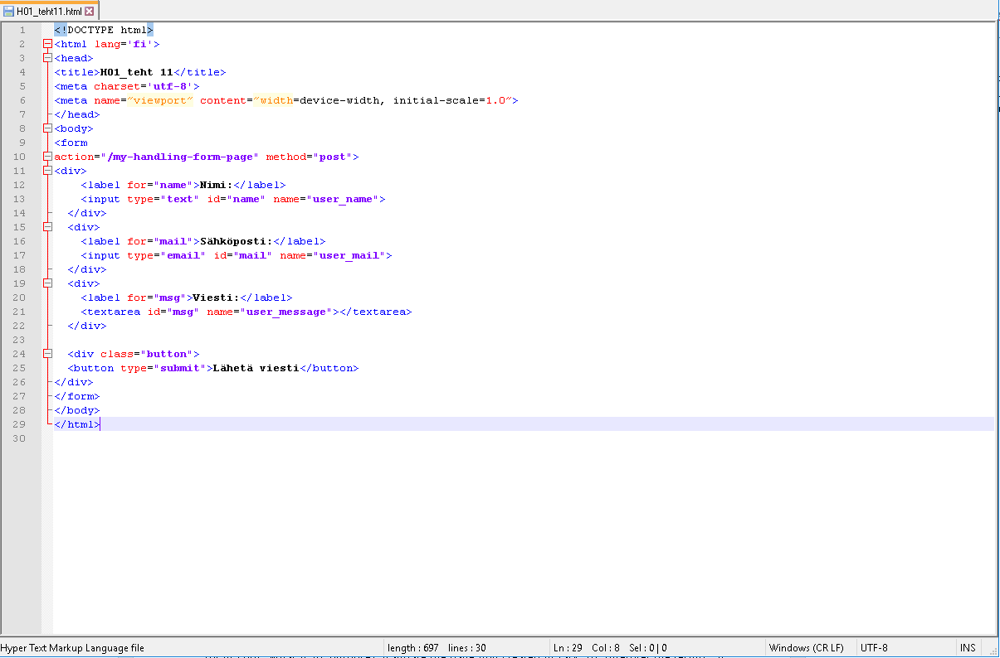 H01_teht11.html
1 <!DOCTYPE html>
2 <html lang='fi'>
3 <head>
4 <title>H01_teht 11</title>
5 <meta charset='utf-8'>
6 <meta name=”viewport” content=”width=device-width, initial-scale=1.0”>
7 </head>
8 <body>
9 <form
10 action="/my-handling-form-page" method="post">
11 <div>
12     <label for="name">Nimi:</label>
13     <input type="text" id="name" name="user_name">
14   </div>
15   <div>
16     <label for="mail">Sähköposti:</label>
17     <input type="email" id="mail" name="user_mail">
18   </div>
19   <div>
20     <label for="msg">Viesti:</label>
21     <textarea id="msg" name="user_message"></textarea>
22   </div>
23
24   <div class="button">
25   <button type="submit">Lähetä viesti</button>
26 </div>
27 </form>
28 </body>
29 </html>
30
Hyper Text Markup Language file length : 697 lines : 30 Ln : 29 Col : 8 Sel : 0 | 0 Windows (CR LF) UTF-8 INS